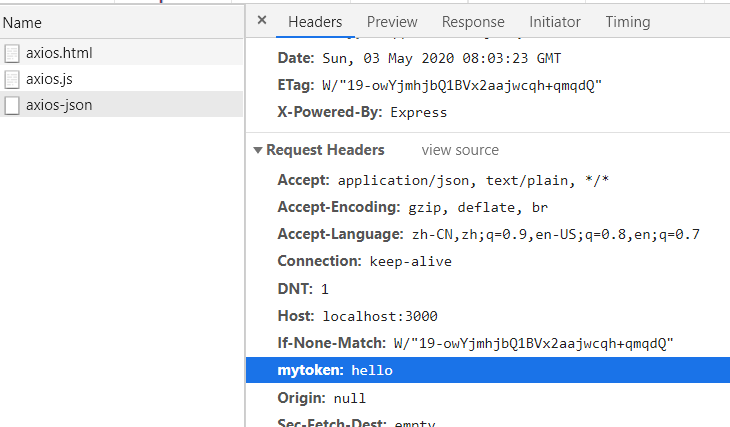 Name
axios.html
axios.js
axios-json
× Headers Preview Response Initiator Timing
Date: Sun, 03 May 2020 08:03:23 GMT
ETag: W/"19-owYjmhjbQ1BVx2aajwcqh+qmqdQ"
X-Powered-By: Express
Request Headers view source
Accept: application/json, text/plain, */*
Accept-Encoding: gzip, deflate, br
Accept-Language: zh-CN,zh;q=0.9,en-US;q=0.8,en;q=0.7
Connection: keep-alive
DNT: 1
Host: localhost:3000
If-None-Match: W/"19-owYjmhjbQ1BVx2aajwcqh+qmqdQ"
mytoken: hello
Origin: null
Sec-Fetch-Dest: empty